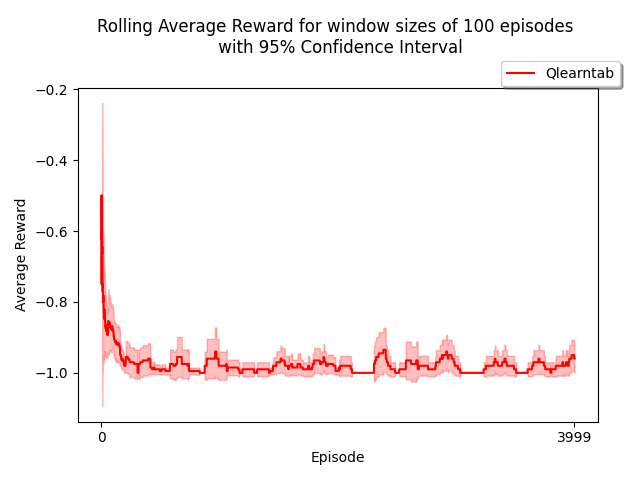 Rolling Average Reward for window sizes of 100 episodes
with 95% Confidence Interval
Qlearntab
−0.2
−0.4
−0.6
−0.8
−1.0
Average Reward
0
3999
Episode